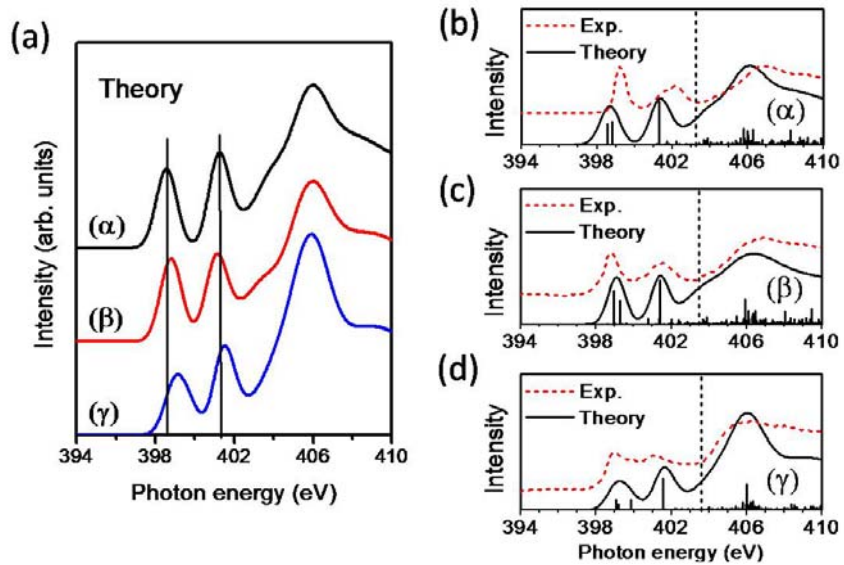 (a)
Theory
(α)
(β)
(γ)
Intensity (arb. units)
394 398 402 406 410
Photon energy (eV)
(b)
Exp.
Theory
(α)
Intensity
394 398 402 406 410
(c)
Exp.
Theory
(β)
Intensity
394 398 402 406 410
(d)
Exp.
Theory
(γ)
Intensity
394 398 402 406 410
Photon energy (eV)